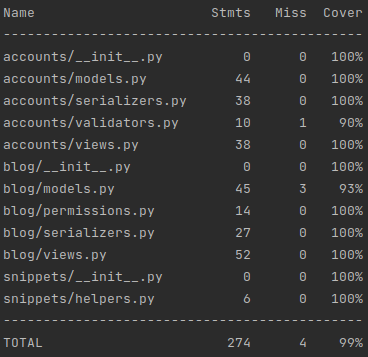 Name Stmts Miss Cover
---------------------------------------------
accounts/__init__.py 0 0 100%
accounts/models.py 44 0 100%
accounts/serializers.py 38 0 100%
accounts/validators.py 10 1 90%
accounts/views.py 38 0 100%
blog/__init__.py 0 0 100%
blog/models.py 45 3 93%
blog/permissions.py 14 0 100%
blog/serializers.py 27 0 100%
blog/views.py 52 0 100%
snippets/__init__.py 0 0 100%
snippets/helpers.py 6 0 100%
---------------------------------------------
TOTAL 274 4 99%